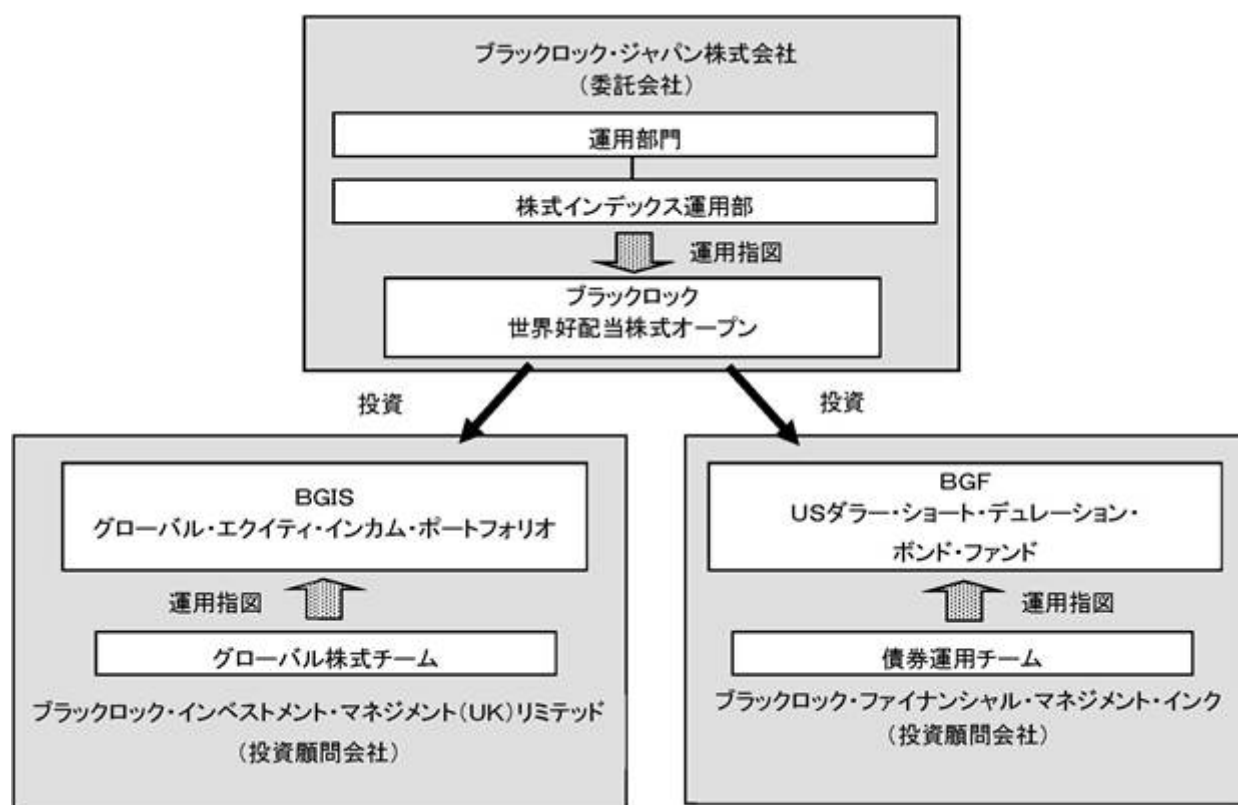 ブラックロック・ジャパン株式会社
（委託会社）
運用部門
株式インデックス運用部
運用指図
ブラックロック
世界好配当株式オープン
投資
投資
BGIS
グローバル・エクイティ・インカム・ポートフォリオ
運用指図
グローバル株式チーム
ブラックロック・インベストメント・マネジメント（UK）リミテッド
（投資顧問会社）
BGF
USダラー・ショート・デュレーション・
ボンド・ファンド
運用指図
債券運用チーム
ブラックロック・ファイナンシャル・マネジメント・インク
（投資顧問会社）